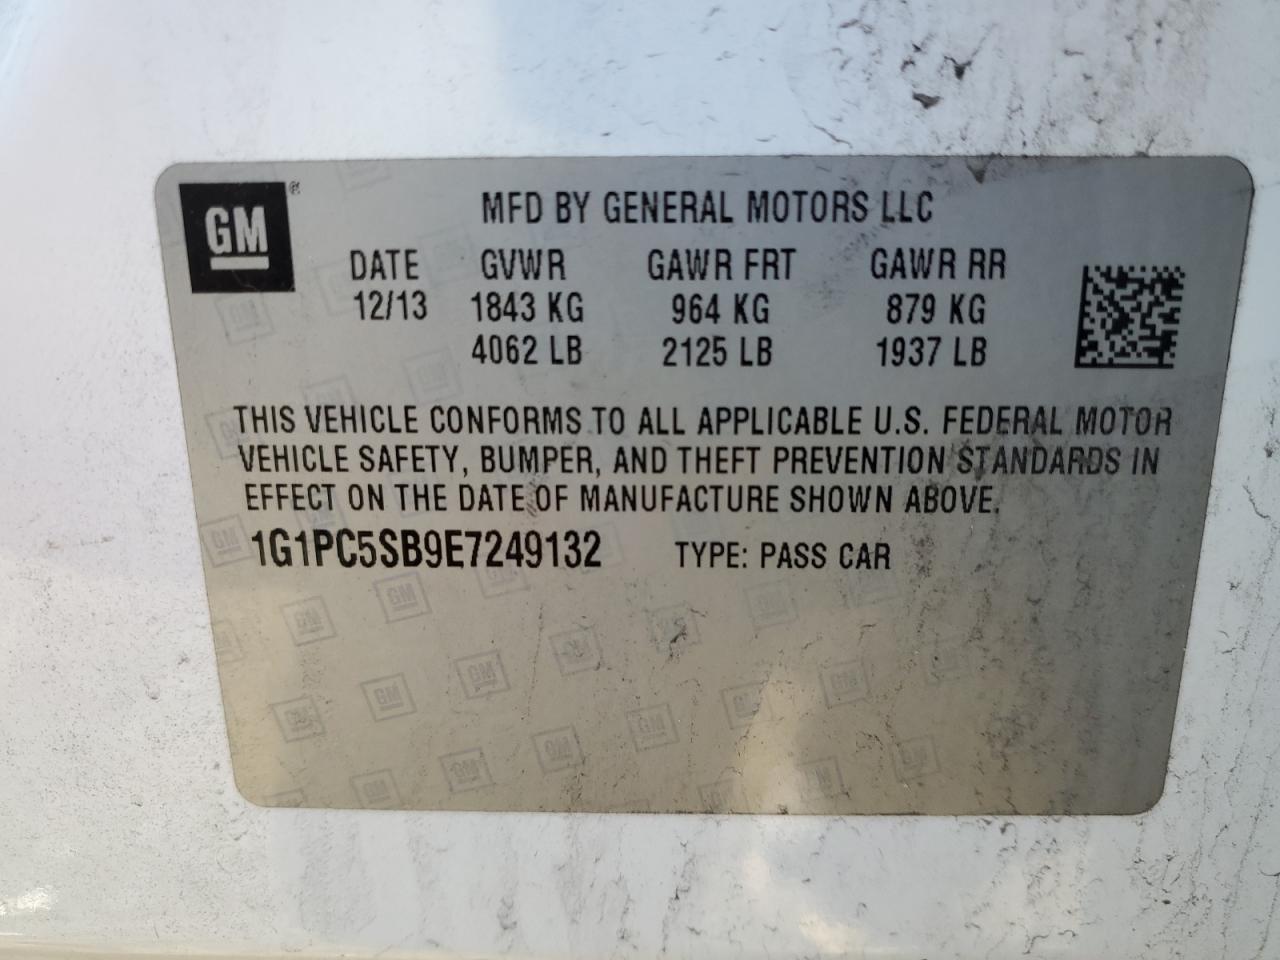 GM®
MFD BY GENERAL MOTORS LLC
DATE GVWR GAWR FRT GAWR RR
12/13 1843 KG 964 KG 879 KG
4062 LB 2125 LB 1937 LB
THIS VEHICLE CONFORMS TO ALL APPLICABLE U.S. FEDERAL MOTOR
VEHICLE SAFETY, BUMPER, AND THEFT PREVENTION STANDARDS IN
EFFECT ON THE DATE OF MANUFACTURE SHOWN ABOVE.
1G1PC5SB9E7249132 TYPE: PASS CAR